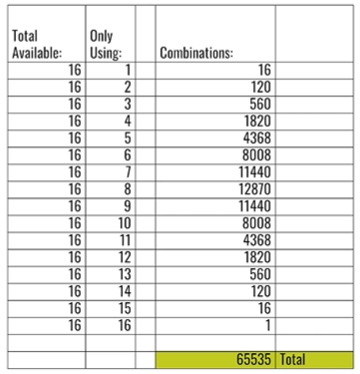 Total Available: Only Using: Combinations:
16 1 16
16 2 120
16 3 560
16 4 1820
16 5 4368
16 6 8008
16 7 11440
16 8 12870
16 9 11440
16 10 8008
16 11 4368
16 12 1820
16 13 560
16 14 120
16 15 16
16 16 1
65535 Total